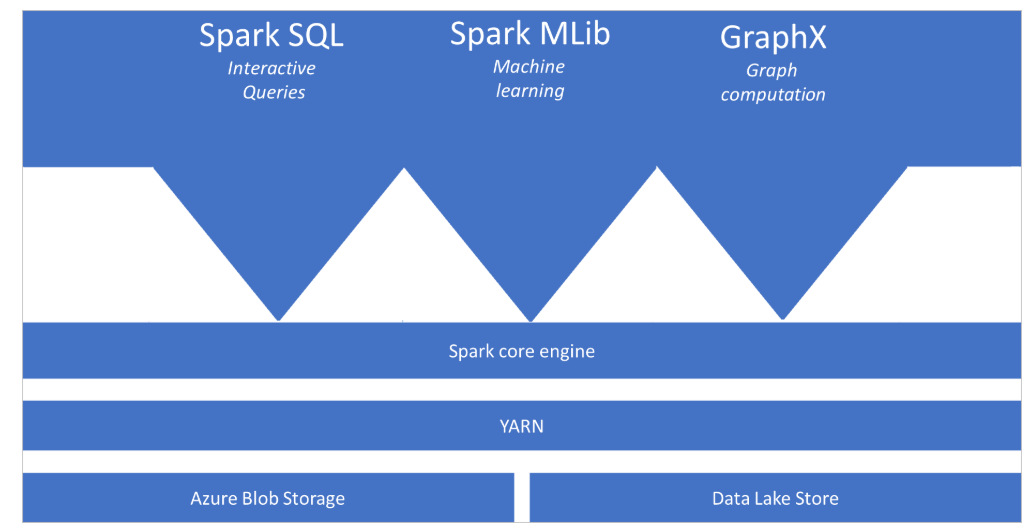 Spark SQL
Interactive
Queries
Spark MLib
Machine
learning
GraphX
Graph
computation
Spark core engine
YARN
Azure Blob Storage
Data Lake Store